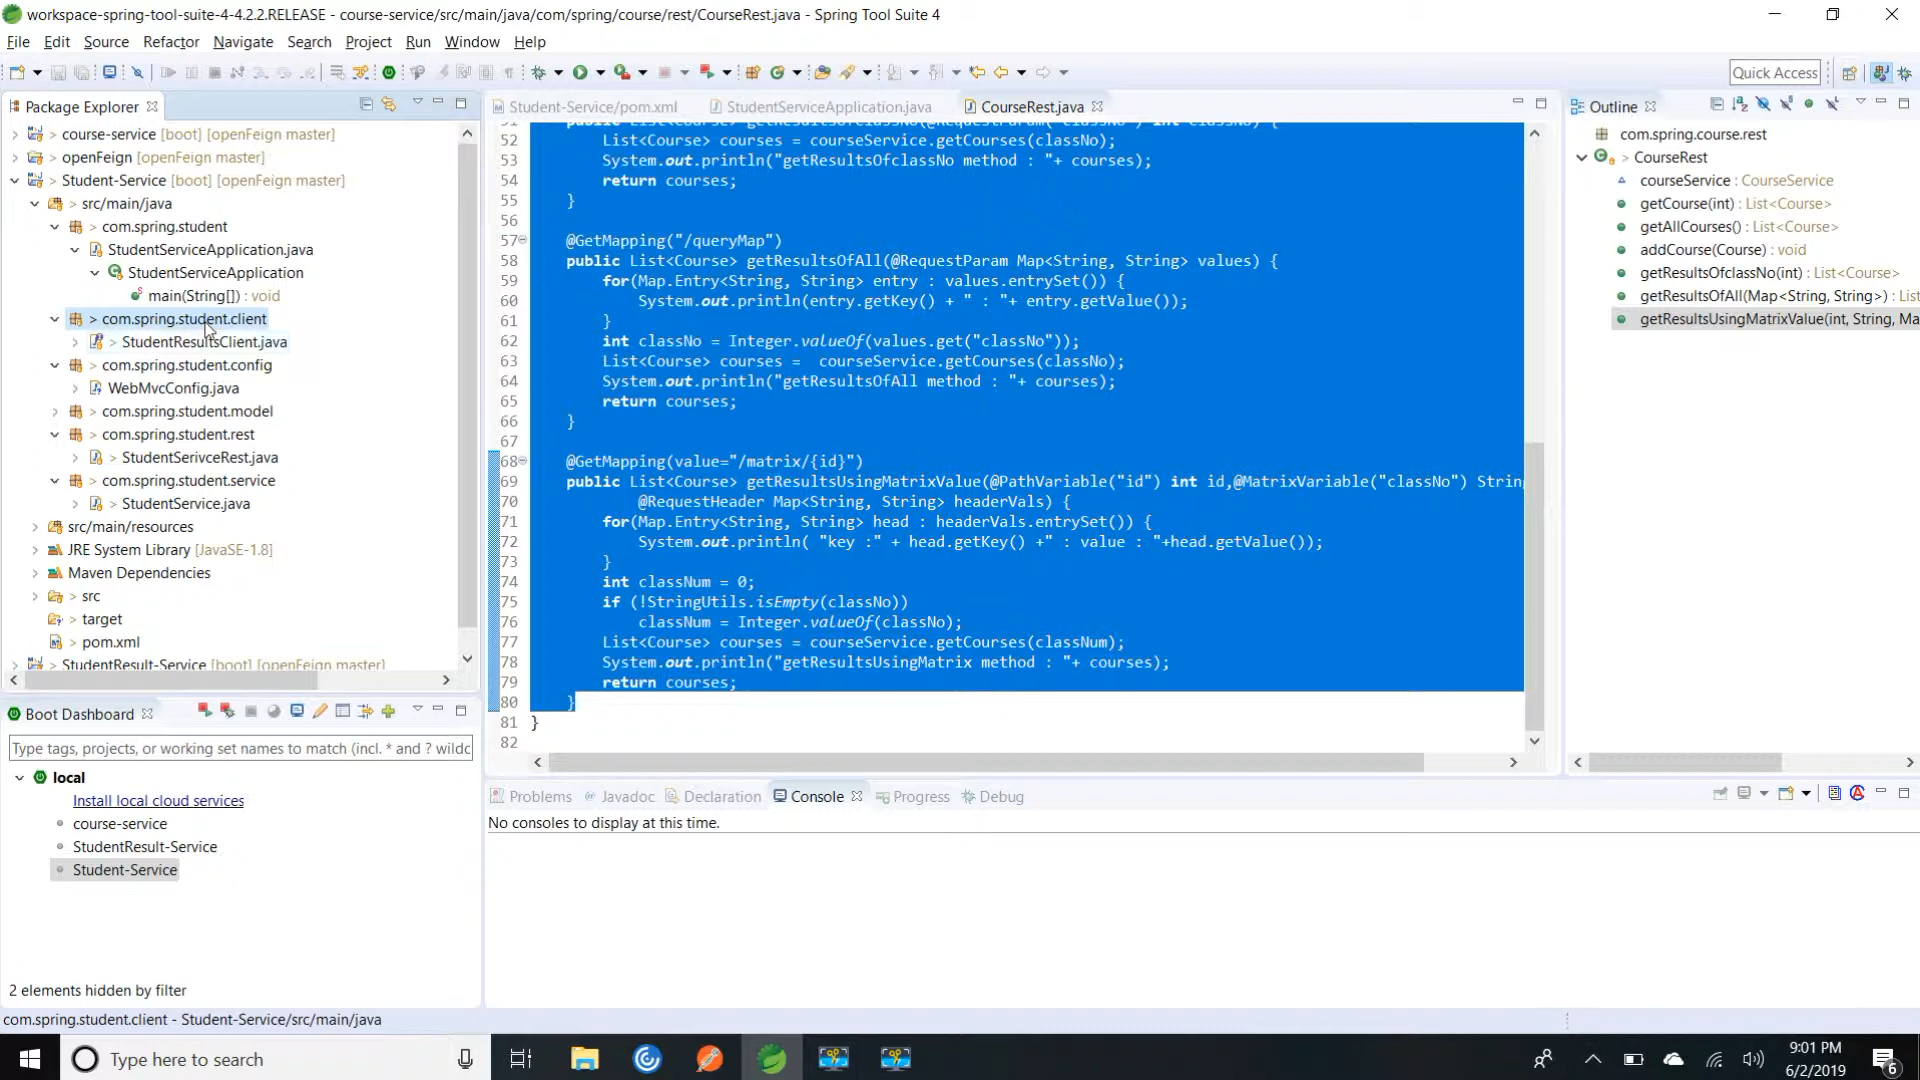 workspace-spring-tool-suite-4-4.2.2.RELEASE - course-service/src/main/java/com/spring/course/rest/CourseRest.java - Spring Tool Suite 4
File Edit Source Refactor Navigate Search Project Run Window Help
Quick Access
Package Explorer
course-service [boot] [openFeign master]
> openFeign [openFeign master]
> Student-Service [boot] [openFeign master]
> src/main/java
> com.spring.student
StudentServiceApplication.java
StudentServiceApplication
main(String[]) : void
> com.spring.student.client
> StudentResultsClient.java
> com.spring.student.config
WebMvcConfig.java
> com.spring.student.model
> com.spring.student.rest
> StudentSerivceRest.java
> com.spring.student.service
> StudentService.java
> src/main/resources
JRE System Library [JavaSE-1.8]
Maven Dependencies
> src
> target
> pom.xml
> StudentResult-Service [boot] [openFeign master]
Student-Service/pom.xml StudentServiceApplication.java CourseRest.java
51 public List<Course> getResultsOfclassNo(@RequestParam("classNo") int classNo) {
52 List<Course> courses = courseService.getCourses(classNo);
53 System.out.println("getResultsOfclassNo method : "+ courses);
54 return courses;
55 }
56
57 @GetMapping("/queryMap")
58 public List<Course> getResultsOfAll(@RequestParam Map<String, String> values) {
59 for(Map.Entry<String, String> entry : values.entrySet()) {
60 System.out.println(entry.getKey() + " : "+ entry.getValue());
61 }
62 int classNo = Integer.valueOf(values.get("classNo"));
63 List<Course> courses =  courseService.getCourses(classNo);
64 System.out.println("getResultsOfAll method : "+ courses);
65 return courses;
66 }
67
68 @GetMapping(value="/matrix/{id}")
69 public List<Course> getResultsUsingMatrixValue(@PathVariable("id") int id,@MatrixVariable("classNo") String
70 @RequestHeader Map<String, String> headerVals) {
71 for(Map.Entry<String, String> head : headerVals.entrySet()) {
72 System.out.println( "key :" + head.getKey() +" : value : "+head.getValue());
73 }
74 int classNum = 0;
75 if (!StringUtils.isEmpty(classNo))
76 classNum = Integer.valueOf(classNo);
77 List<Course> courses = courseService.getCourses(classNum);
78 System.out.println("getResultsUsingMatrix method : "+ courses);
79 return courses;
80 }
81 }
82
Outline
com.spring.course.rest
> CourseRest
courseService : CourseService
getCourse(int) : List<Course>
getAllCourses() : List<Course>
addCourse(Course) : void
getResultsOfclassNo(int) : List<Course>
getResultsOfAll(Map<String, String>) : List
getResultsUsingMatrixValue(int, String, Ma
Boot Dashboard
Type tags, projects, or working set names to match (incl. * and ? wildc
local
Install local cloud services
course-service
StudentResult-Service
Student-Service
2 elements hidden by filter
Problems @ Javadoc Declaration Console Progress Debug
No consoles to display at this time.
com.spring.student.client - Student-Service/src/main/java
Type here to search
9:01 PM
6/2/2019
6